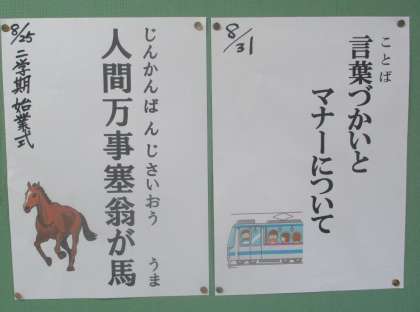 8/25
二学期 始業式
じんかんばんじさいおう うま
人間万事塞翁が馬
8/31
ことば
言葉づかいと
マナーについて